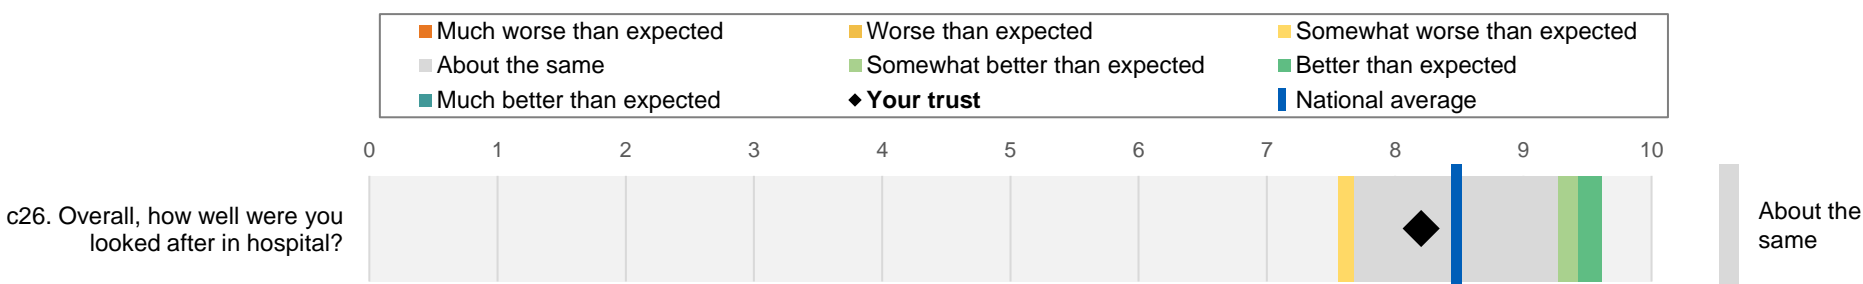 Much worse than expected
Worse than expected
Somewhat worse than expected
About the same
Somewhat better than expected
Better than expected
Much better than expected
Your trust
National average
0 1 2 3 4 5 6 7 8 9 10
c26. Overall, how well were you
looked after in hospital?
About the
same